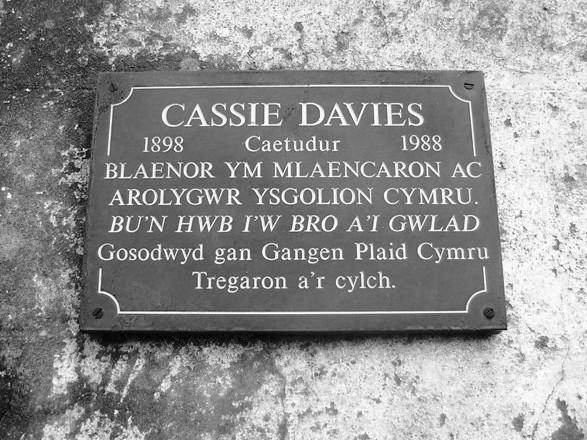 CASSIE DAVIES
1898 Caetudur 1988
BLAENOR YM MLAENCARON AC
AROLYGWR YSGOLION CYMRU.
BU'N HWB I'W BRO A'I GWLAD
Gosodwyd gan Gangen Plaid Cymru
Tregaron a'r cylch.